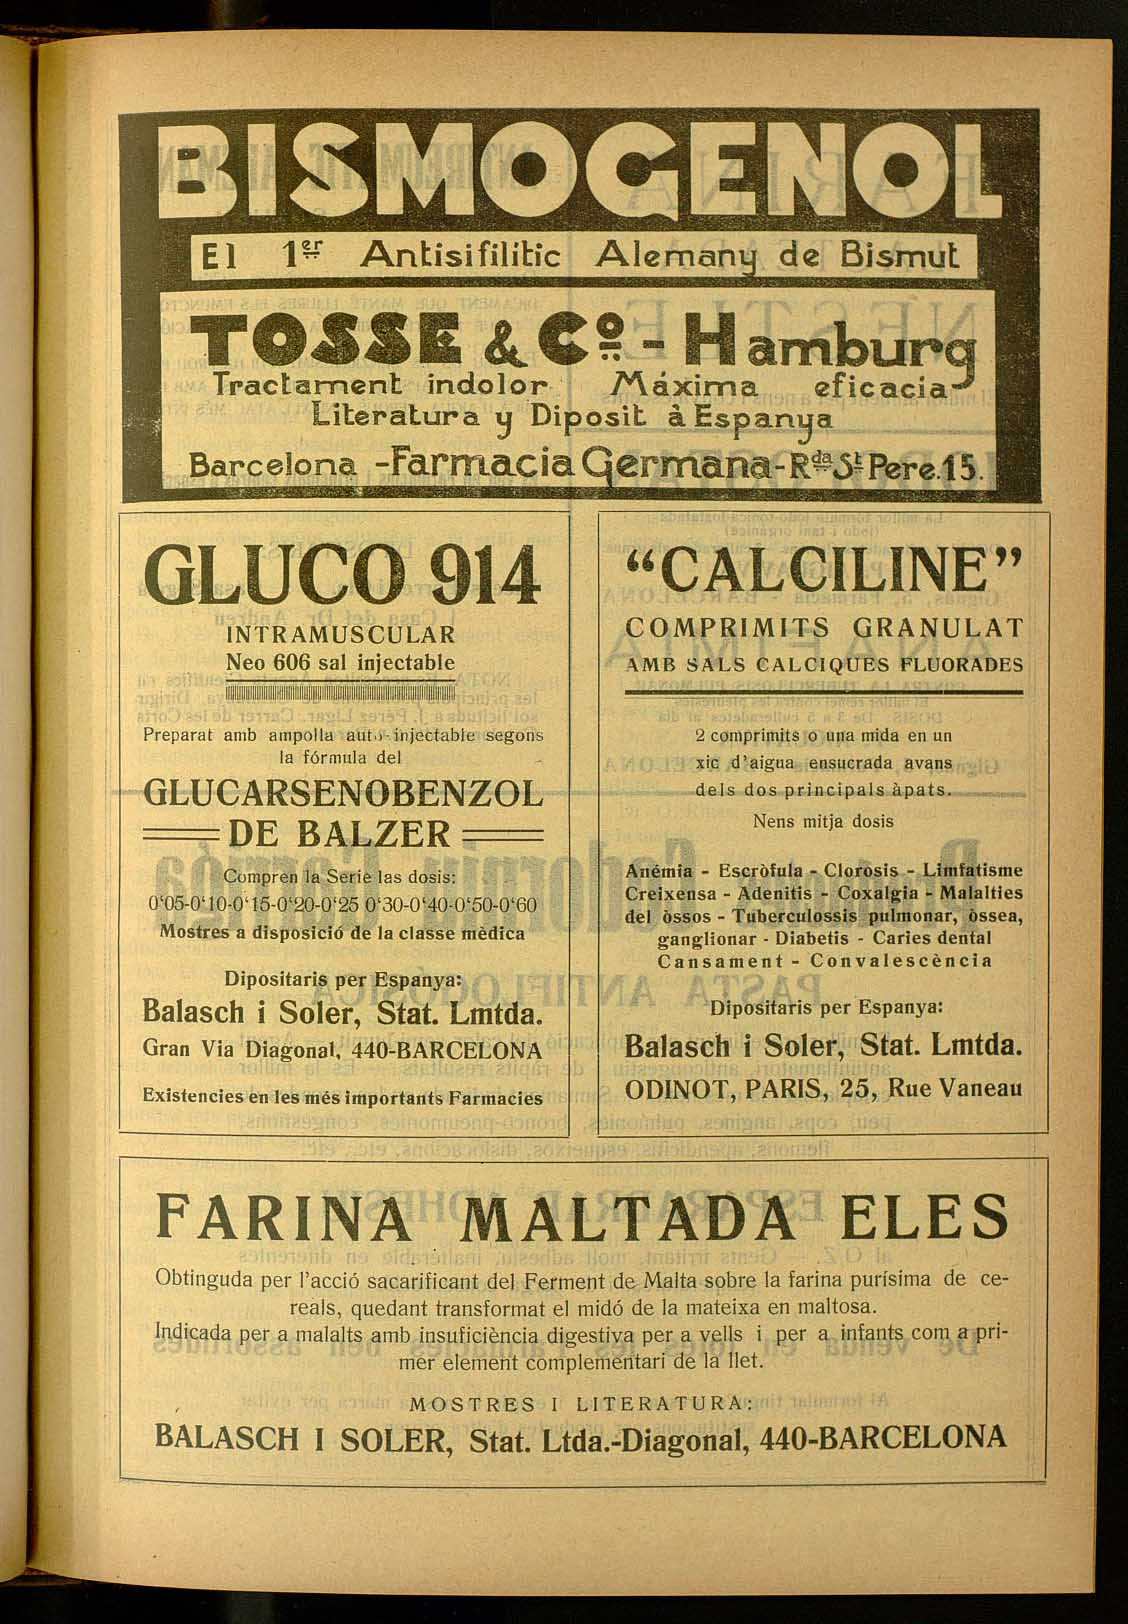 BISMOGENOL
El 1er Antisifilític Alemany de Bismut
TOSSE & Cº - Hamburg
Tractament indolor Máxima eficacia
Literatura y Diposit à Espanya
Barcelona - Farmacia Germana - Rda St Pere. 15.
GLUCO 914
INTRAMUSCULAR
Neo 606 sal injectable
Preparat amb ampolla auto-injectable segons
la fórmula del
GLUCARSENOBENZOL
DE BALZER
Compren la Serie las dosis:
0‘05-0‘10-0‘15-0‘20-0‘25 0‘30-0‘40-0‘50-0‘60
Mostres a disposició de la classe mèdica
Dipositaris per Espanya:
Balasch i Soler, Stat. Lmtda.
Gran Via Diagonal, 440-BARCELONA
Existencies en les més importants Farmacies
“CALCILINE”
COMPRIMITS GRANULAT
AMB SALS CALCIQUES FLUORADES
2 comprimits o una mida en un
xic d’aigua ensucrada avans
dels dos principals àpats.
Nens mitja dosis
Anémia - Escròfula - Clorosis - Limfatisme
Creixensa - Adenitis - Coxalgia - Malalties
del òssos - Tuberculossis pulmonar, òssea,
ganglionar - Diabetis - Caries dental
Cansament - Convalescència
Dipositaris per Espanya:
Balasch i Soler, Stat. Lmtda.
ODINOT, PARIS, 25, Rue Vaneau
FARINA MALTADA ELES
Obtinguda per l’acció sacarificant del Ferment de Malta sobre la farina purísima de ce-
reals, quedant transformat el midó de la mateixa en maltosa.
Indicada per a malalts amb insuficiència digestiva per a vells i per a infants com a pri-
mer element complementari de la llet.
MOSTRES I LITERATURA:
BALASCH I SOLER, Stat. Ltda.-Diagonal, 440-BARCELONA